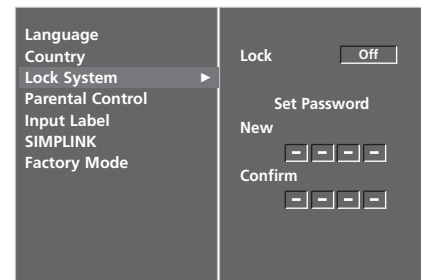 Language
Country
Lock System ►
Parental Control
Input Label
SIMPLINK
Factory Mode
Lock Off
Set Password
New
– – – –
Confirm
– – – –